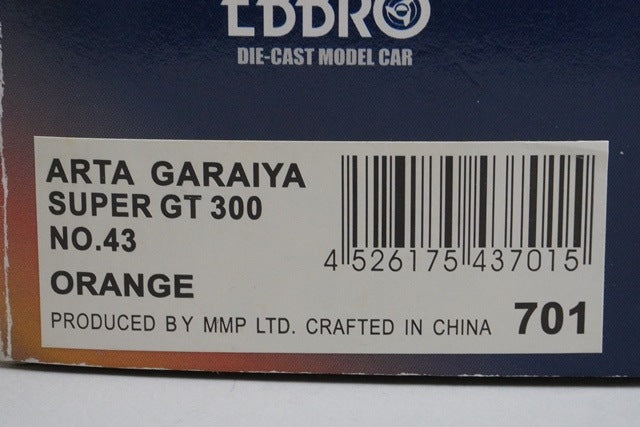 EBBRO
DIE-CAST MODEL CAR
ARTA GARAIYA
SUPER GT 300
NO.43
ORANGE
4 526175 437015
PRODUCED BY MMP LTD. CRAFTED IN CHINA 701